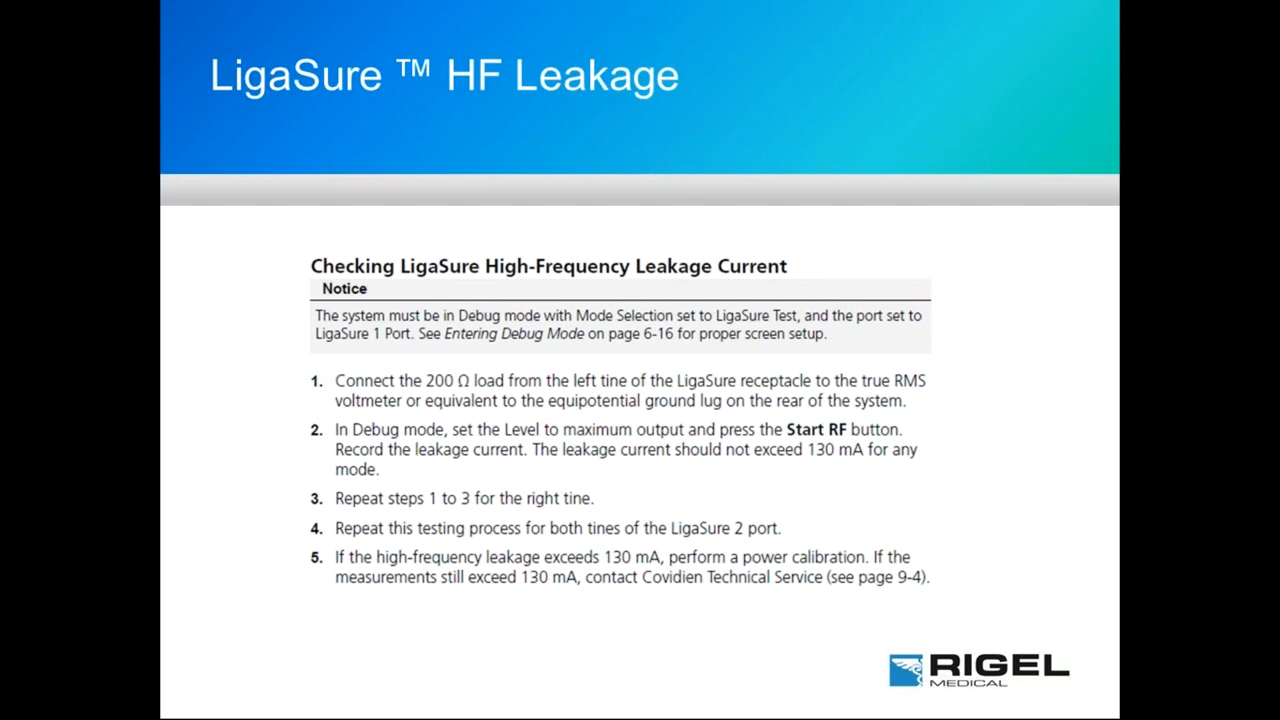 LigaSure ™ HF Leakage
Checking LigaSure High-Frequency Leakage Current
Notice
The system must be in Debug mode with Mode Selection set to LigaSure Test, and the port set to
LigaSure 1 Port. See Entering Debug Mode on page 6-16 for proper screen setup.
1. Connect the 200 Ω load from the left tine of the LigaSure receptacle to the true RMS
voltmeter or equivalent to the equipotential ground lug on the rear of the system.
2. In Debug mode, set the Level to maximum output and press the Start RF button.
Record the leakage current. The leakage current should not exceed 130 mA for any
mode.
3. Repeat steps 1 to 3 for the right tine.
4. Repeat this testing process for both tines of the LigaSure 2 port.
5. If the high-frequency leakage exceeds 130 mA, perform a power calibration. If the
measurements still exceed 130 mA, contact Covidien Technical Service (see page 9-4).
RIGEL
MEDICAL